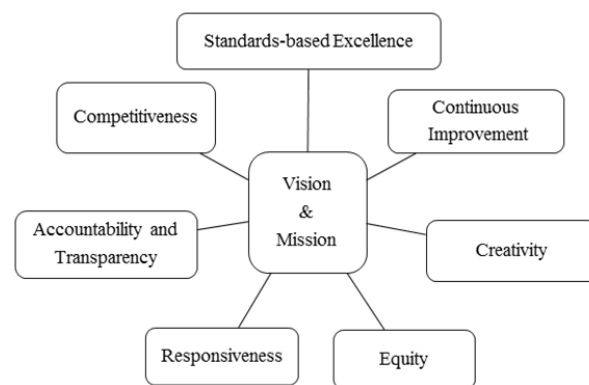 Standards-based Excellence
Competitiveness
Continuous
Improvement
Vision
&
Mission
Accountability and
Transparency
Creativity
Responsiveness
Equity